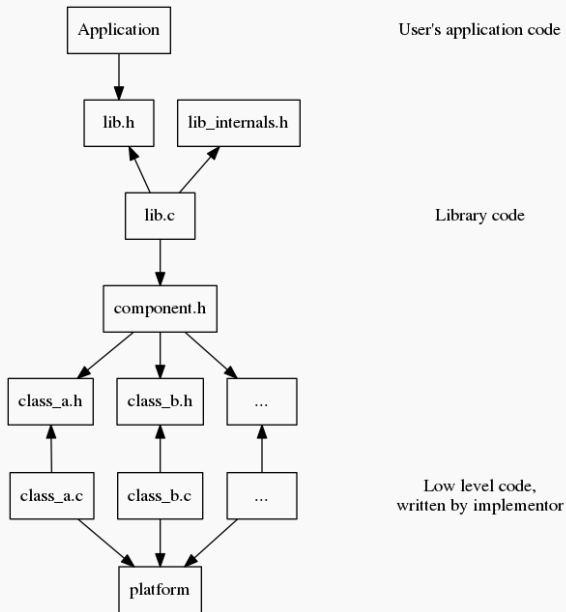 Application
User's application code
lib.h
lib_internals.h
lib.c
Library code
component.h
class_a.h
class_b.h
...
class_a.c
class_b.c
...
Low level code,
written by implementor
platform